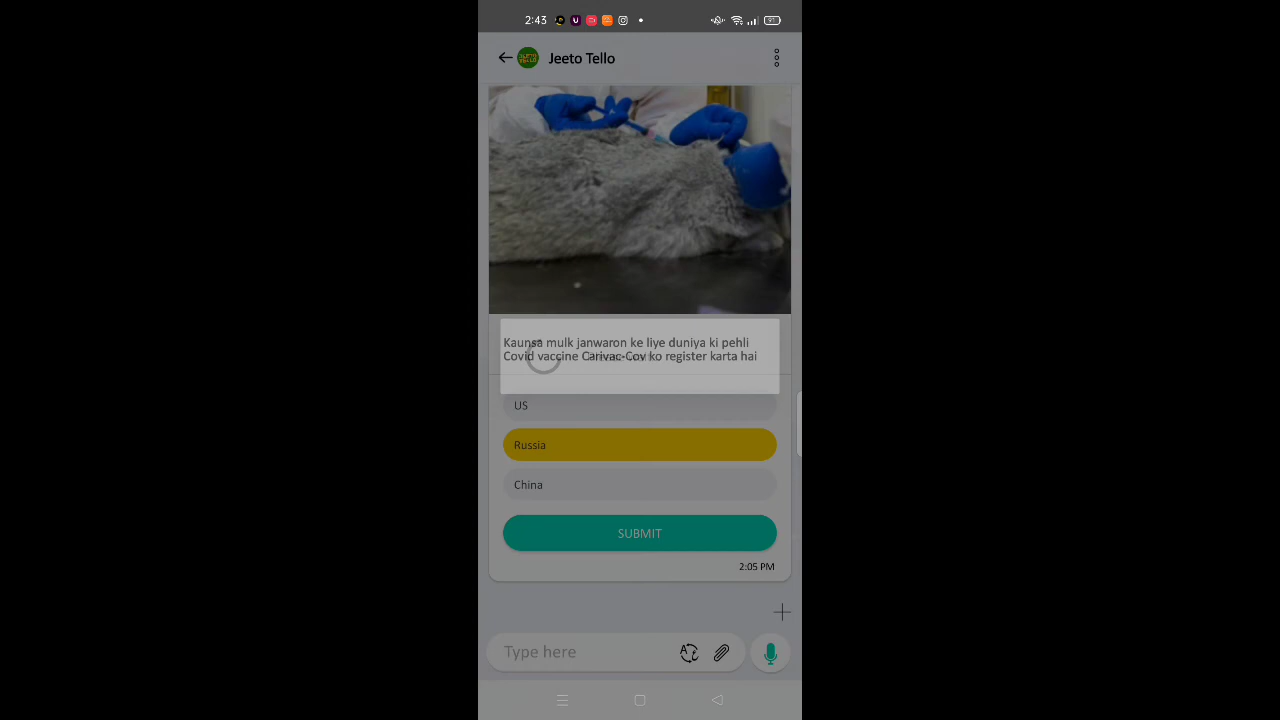 2:43
91
Jeeto Tello
Kaunsa mulk janwaron ke liye duniya ki pehli
Covid vaccine Carivac-Cov ko register karta hai
US
Russia
China
SUBMIT
2:05 PM
Type here